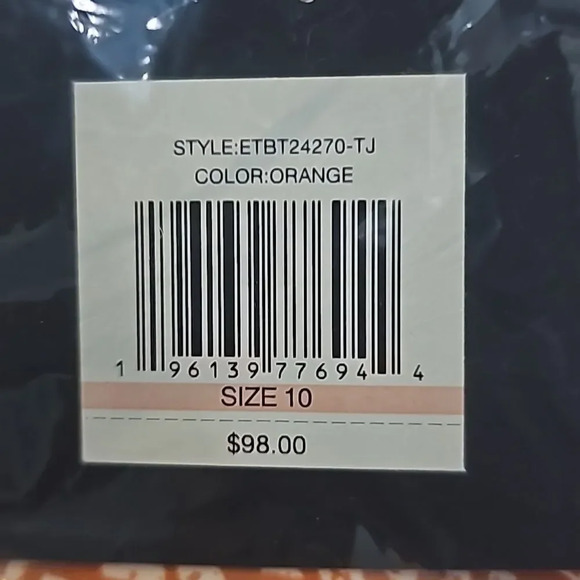 STYLE:ETBT24270-TJ
COLOR:ORANGE
1 96139 77694 4
SIZE 10
$98.00